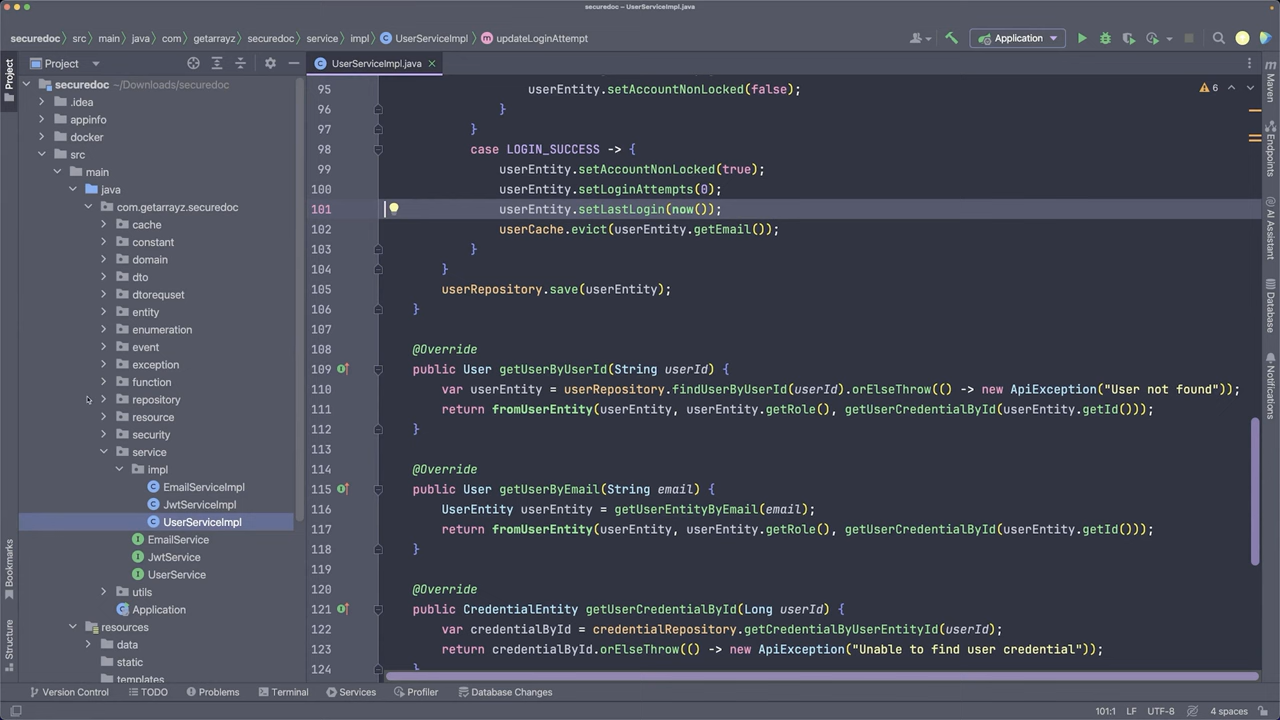 securedoc – UserServiceImpl.java
securedoc src main java com getarrayz securedoc service impl UserServiceImpl updateLoginAttempt Application
Project
Project
UserServiceImpl.java
securedoc ~/Downloads/securedoc
.idea
appinfo
docker
src
main
java
com.getarrayz.securedoc
cache
constant
domain
dto
dtorequset
entity
enumeration
event
exception
function
repository
resource
security
service
impl
EmailServiceImpl
JwtServiceImpl
UserServiceImpl
EmailService
JwtService
UserService
utils
Application
resources
data
static
templates
6
95 userEntity.setAccountNonLocked(false);
96 }
97 }
98 case LOGIN_SUCCESS -> {
99 userEntity.setAccountNonLocked(true);
100 userEntity.setLoginAttempts(0);
101 userEntity.setLastLogin(now());
102 userCache.evict(userEntity.getEmail());
103 }
104 }
105 userRepository.save(userEntity);
106 }
107
108 @Override
109 public User getUserByUserId(String userId) {
110 var userEntity = userRepository.findUserByUserId(userId).orElseThrow(() -> new ApiException("User not found"));
111 return fromUserEntity(userEntity, userEntity.getRole(), getUserCredentialById(userEntity.getId()));
112 }
113
114 @Override
115 public User getUserByEmail(String email) {
116 UserEntity userEntity = getUserEntityByEmail(email);
117 return fromUserEntity(userEntity, userEntity.getRole(), getUserCredentialById(userEntity.getId()));
118 }
119
120 @Override
121 public CredentialEntity getUserCredentialById(Long userId) {
122 var credentialById = credentialRepository.getCredentialByUserEntityId(userId);
123 return credentialById.orElseThrow(() -> new ApiException("Unable to find user credential"));
124 }
Maven
Endpoints
AI Assistant
Database
Notifications
Bookmarks
Structure
Version Control TODO Problems Terminal Services Profiler Database Changes
101:1 LF UTF-8 4 spaces